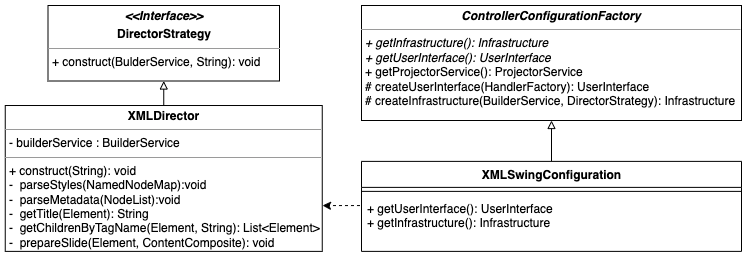 <<Interface>>
DirectorStrategy
+ construct(BulderService, String): void
XMLDirector
- builderService : BuilderService
+ construct(String): void
- parseStyles(NamedNodeMap):void
- parseMetadata(NodeList):void
- getTitle(Element): String
- getChildrenByTagName(Element, String): List<Element>
- prepareSlide(Element, ContentComposite): void
ControllerConfigurationFactory
+ getInfrastructure(): Infrastructure
+ getUserInterface(): UserInterface
+ getProjectorService(): ProjectorService
# createUserInterface(HandlerFactory): UserInterface
# createInfrastructure(BuilderService, DirectorStrategy): Infrastructure
XMLSwingConfiguration
+ getUserInterface(): UserInterface
+ getInfrastructure(): Infrastructure